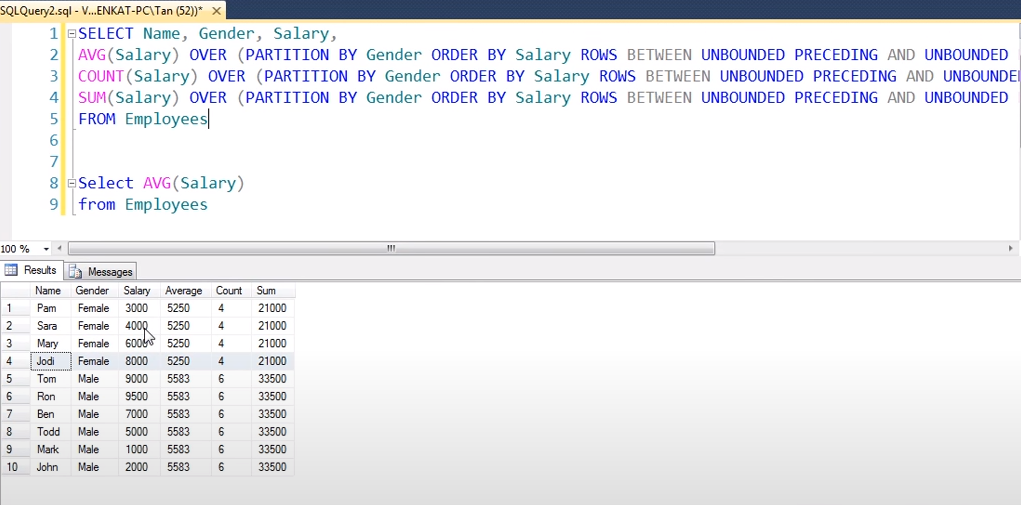 SQLQuery2.sql - V...ENKAT-PC\Tan (52))* ×
1 SELECT Name, Gender, Salary,
2 AVG(Salary) OVER (PARTITION BY Gender ORDER BY Salary ROWS BETWEEN UNBOUNDED PRECEDING AND UNBOUNDED
3 COUNT(Salary) OVER (PARTITION BY Gender ORDER BY Salary ROWS BETWEEN UNBOUNDED PRECEDING AND UNBOUNDE
4 SUM(Salary) OVER (PARTITION BY Gender ORDER BY Salary ROWS BETWEEN UNBOUNDED PRECEDING AND UNBOUNDED
5 FROM Employees
6
7
8 Select AVG(Salary)
9 from Employees
100 %
Results Messages
Name Gender Salary Average Count Sum
1 Pam Female 3000 5250 4 21000
2 Sara Female 4000 5250 4 21000
3 Mary Female 6000 5250 4 21000
4 Jodi Female 8000 5250 4 21000
5 Tom Male 9000 5583 6 33500
6 Ron Male 9500 5583 6 33500
7 Ben Male 7000 5583 6 33500
8 Todd Male 5000 5583 6 33500
9 Mark Male 1000 5583 6 33500
10 John Male 2000 5583 6 33500